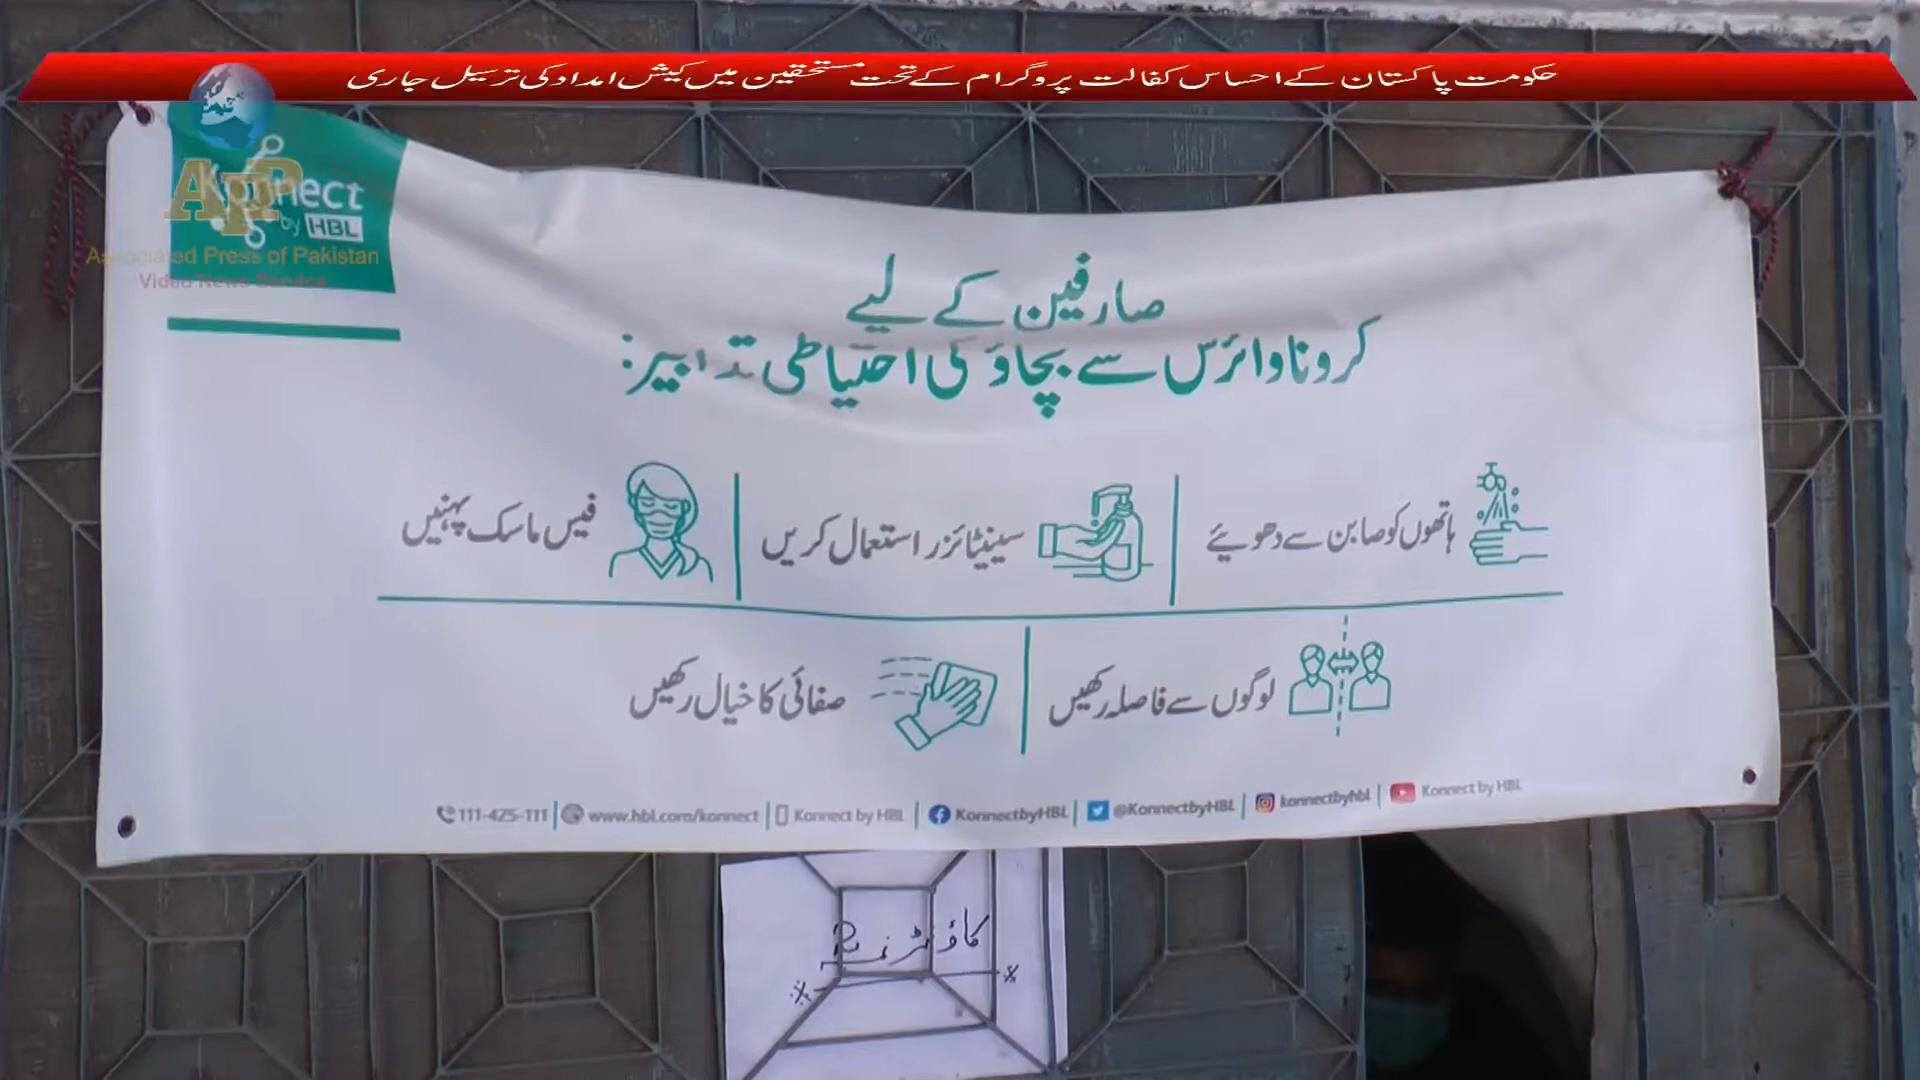 حکومت پاکستان کے احساس کفالت پروگرام کے تحت مستحقین میں کیش امداد کی ترسیل جاری
Konnect
by HBL
APP
Associated Press of Pakistan
Video News Service
صارفین کے لیے
کرونا وائرس سے بچاؤ کی احتیاطی تدابیر:
ہاتھوں کو صابن سے دھوئیے
سینیٹائزر استعمال کریں
فیس ماسک پہنیں
لوگوں سے فاصلہ رکھیں
صفائی کا خیال رکھیں
111-425-111 | www.hbl.com/konnect | Konnect by HBL | KonnectbyHBL | @KonnectbyHBL | konnectbyhbl | Konnect by HBL
کاؤنٹر نمبر